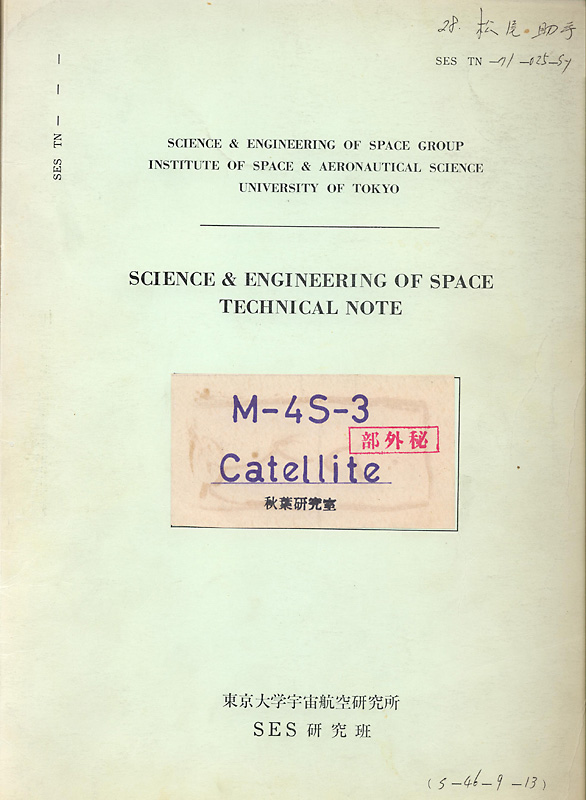 28. 松尾助手
SES TN -71-025-SY
SES TN — — —
SCIENCE & ENGINEERING OF SPACE GROUP
INSTITUTE OF SPACE & AERONAUTICAL SCIENCE
UNIVERSITY OF TOKYO
SCIENCE & ENGINEERING OF SPACE
TECHNICAL NOTE
M-4S-3
部外秘
Catellite
秋葉研究室
東京大学宇宙航空研究所
SES 研究班
(S-46-9-13)